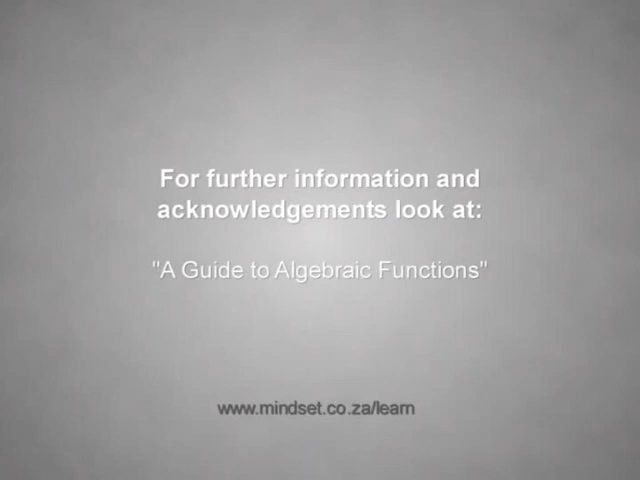 For further information and
acknowledgements look at:
"A Guide to Algebraic Functions"
www.mindset.co.za/learn